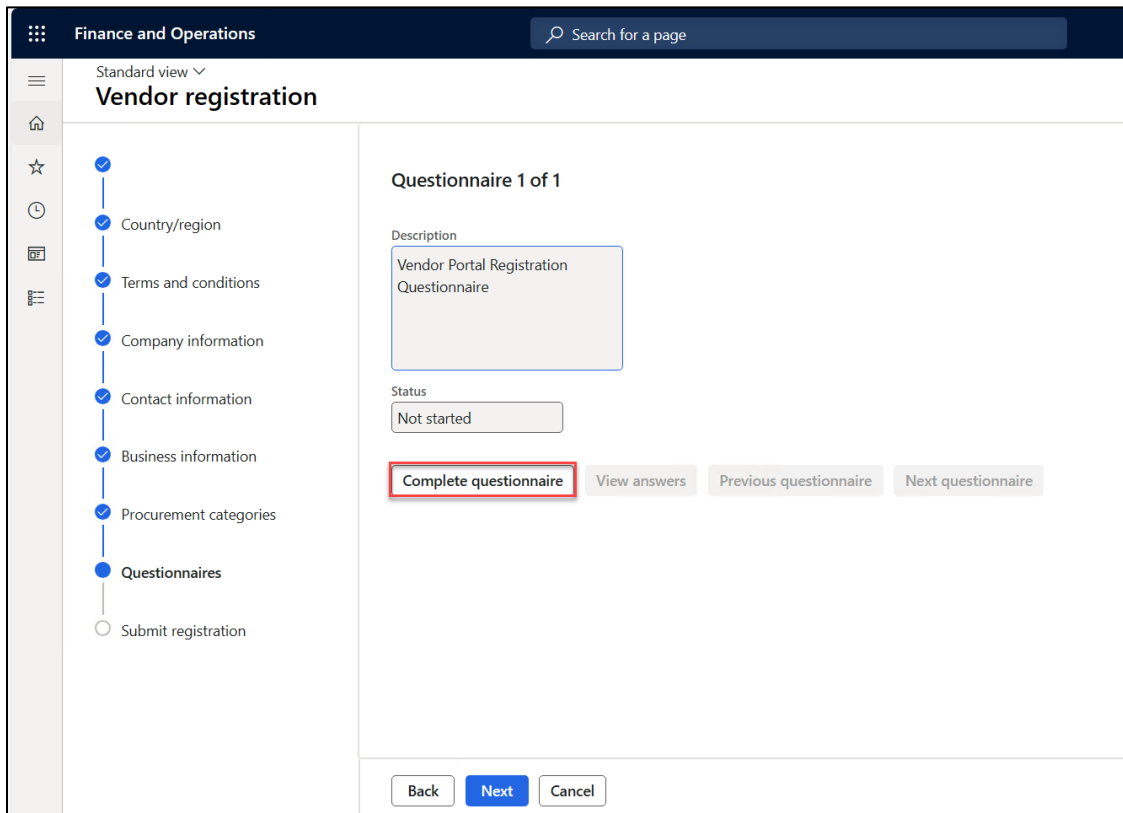 Finance and Operations
Search for a page
Standard view
Vendor registration
Country/region
Terms and conditions
Company information
Contact information
Business information
Procurement categories
Questionnaires
Submit registration
Questionnaire 1 of 1
Description
Vendor Portal Registration
Questionnaire
Status
Not started
Complete questionnaire
View answers
Previous questionnaire
Next questionnaire
Back
Next
Cancel